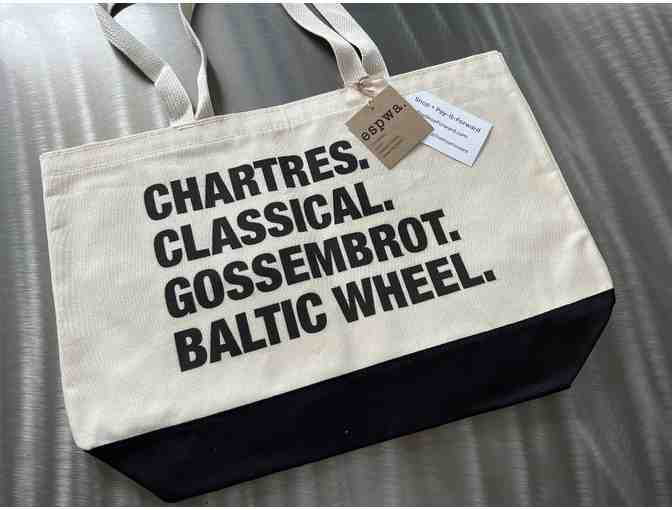 CHARTRES.
CLASSICAL.
GOSSEMBROT.
BALTIC WHEEL.
espwa.
Shop + Pay-It-Forward